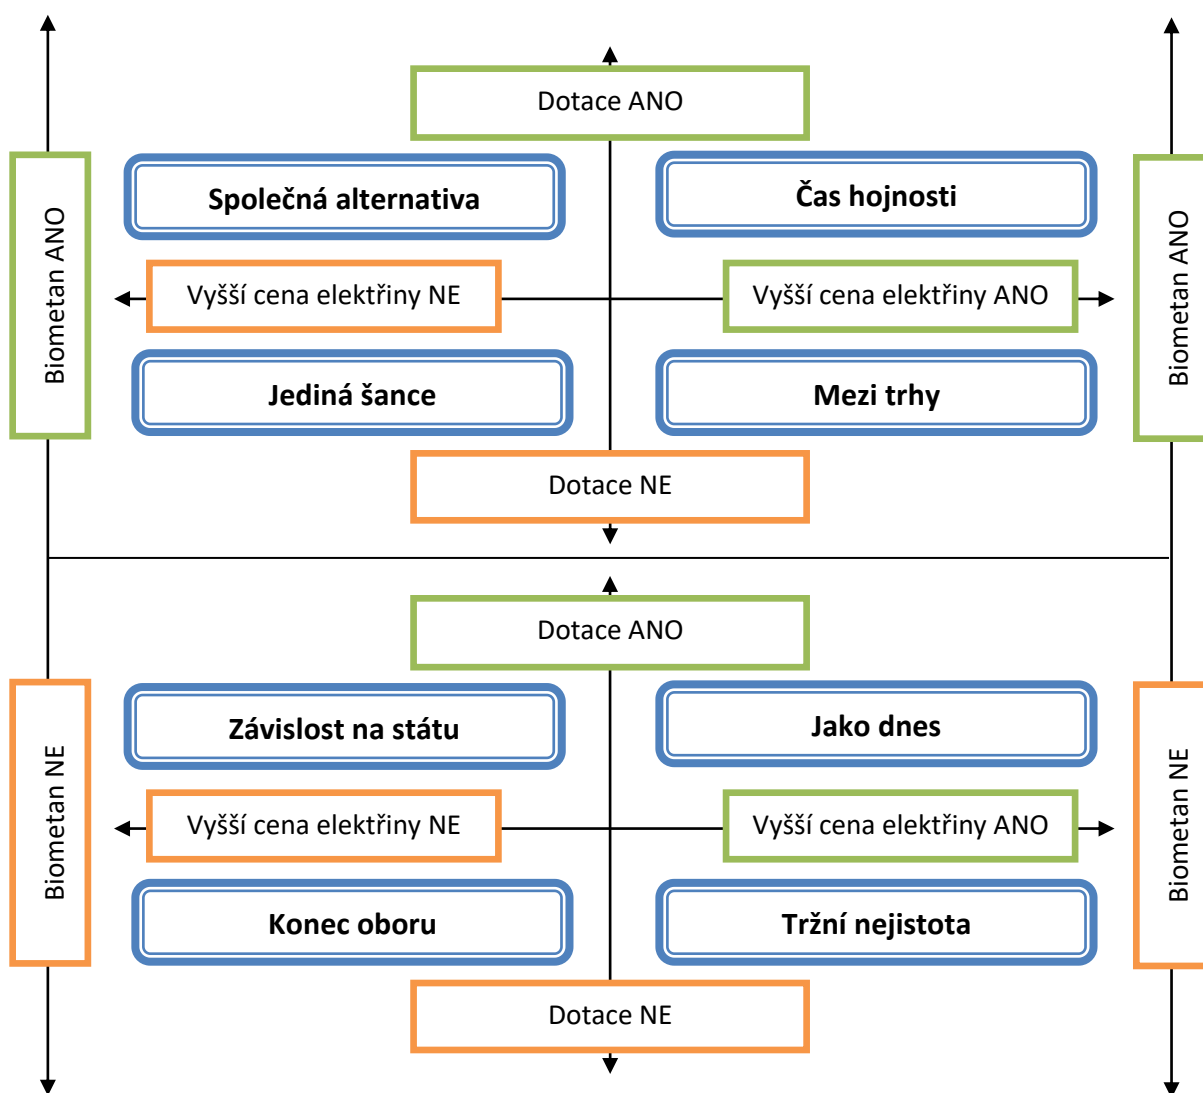 Dotace ANO
Biometan ANO
Společná alternativa
Čas hojnosti
Biometan ANO
Vyšší cena elektřiny NE
Vyšší cena elektřiny ANO
Jediná šance
Mezi trhy
Dotace NE
Dotace ANO
Biometan NE
Závislost na státu
Jako dnes
Biometan NE
Vyšší cena elektřiny NE
Vyšší cena elektřiny ANO
Konec oboru
Tržní nejistota
Dotace NE